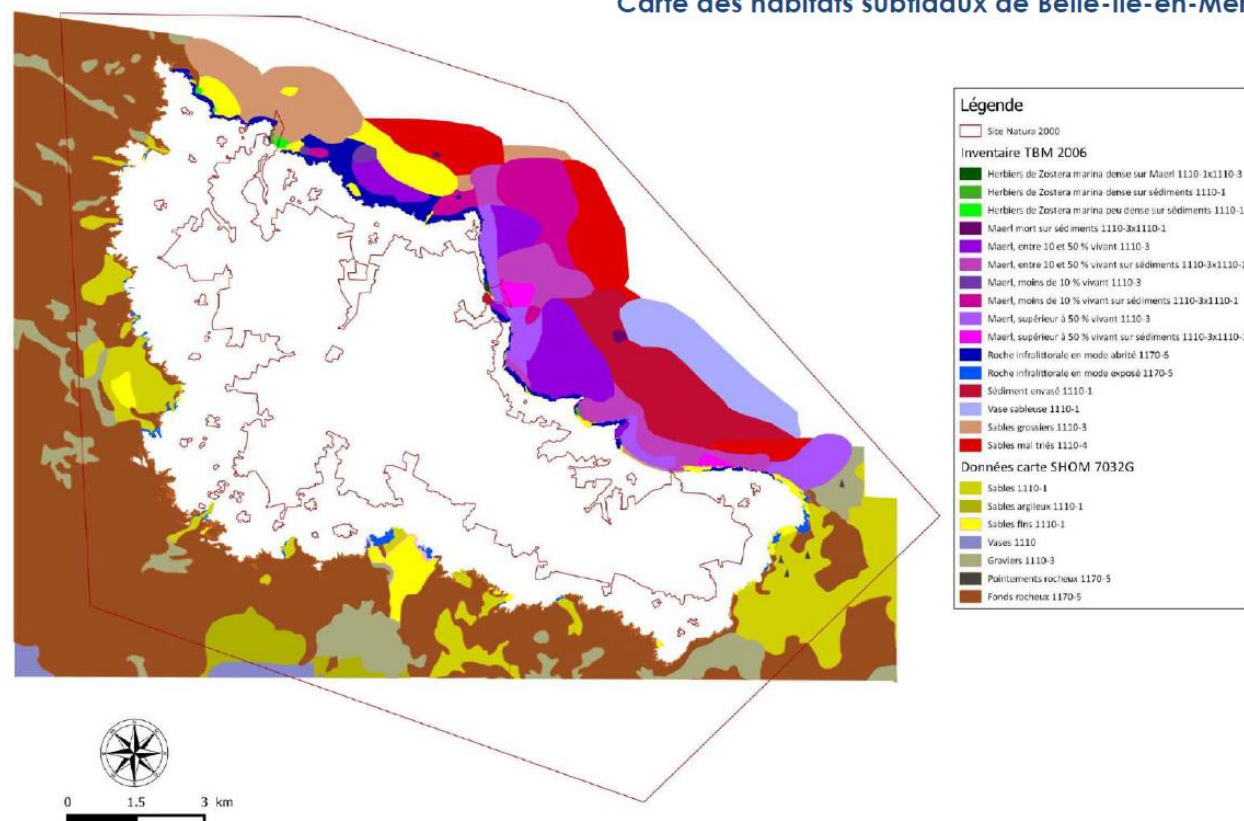 Carte des habitats subtidaux de Belle-Ile-en-Mer
Légende
Site Natura 2000
Inventaire TBM 2006
Herbiers de Zostera marina dense sur Maerl 1110-1x1110-3
Herbiers de Zostera marina dense sur sédiments 1110-1
Herbiers de Zostera marina peu dense sur sédiments 1110-1
Maerl mort sur sédiments 1110-3x1110-1
Maerl, entre 10 et 50 % vivant 1110-3
Maerl, entre 10 et 50 % vivant sur sédiments 1110-3x1110-1
Maerl, moins de 10 % vivant 1110-3
Maerl, moins de 10 % vivant sur sédiments 1110-3x1110-1
Maerl, supérieur à 50 % vivant 1110-3
Maerl, supérieur à 50 % vivant sur sédiments 1110-3x1110-1
Roche infralittorale en mode abrité 1170-6
Roche infralittorale en mode exposé 1170-5
Sédiment envasé 1110-1
Vase sableuse 1110-1
Sables grossiers 1110-3
Sables mal triés 1110-4
Données carte SHOM 7032G
Sables 1110-1
Sables argileux 1110-1
Sables fins 1110-1
Vases 1110
Graviers 1110-3
Pointements rocheux 1170-5
Fonds rocheux 1170-5
0 1.5 3 km